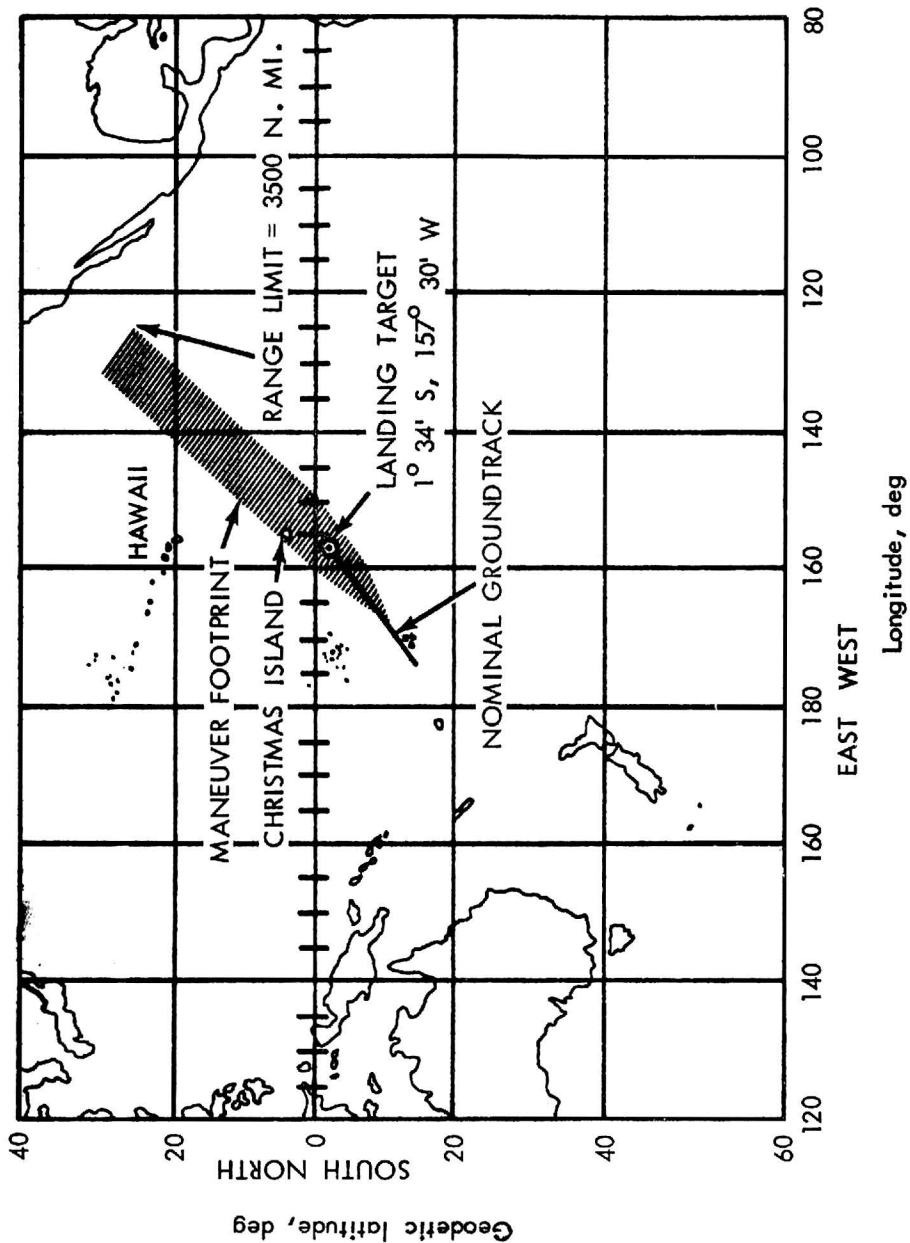 HAWAII
MANEUVER FOOTPRINT
CHRISTMAS ISLAND
RANGE LIMIT = 3500 N. MI.
LANDING TARGET
1° 34' S, 157° 30' W
NOMINAL GROUNDTRACK
40
20
0
20
40
60
SOUTH NORTH
Geodetic latitude, deg
120
140
160
180
160
140
120
100
80
EAST WEST
Longitude, deg